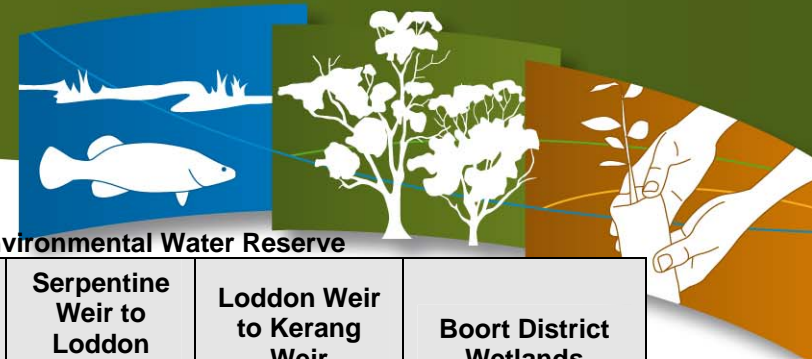 vironmental Water Reserve
Serpentine
Weir to
Loddon
Loddon Weir
to Kerang
Weir
Boort District
Wetlands